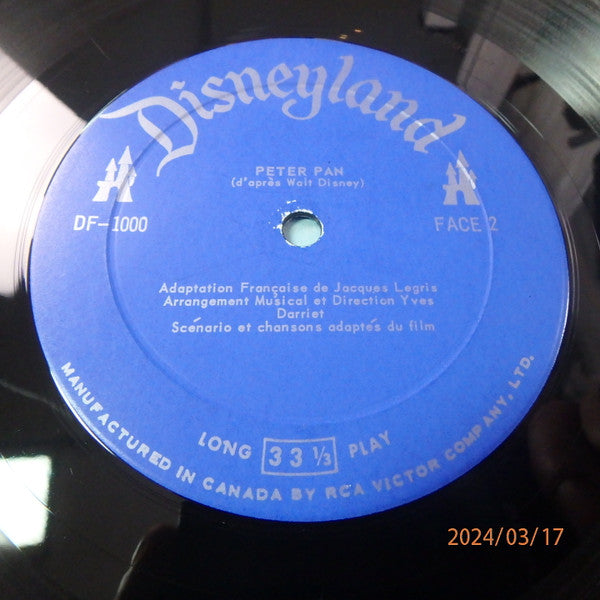 Disneyland
PETER PAN
(d'après Walt Disney)
DF-1000
FACE 2
Adaptation Française de Jacques Legris
Arrangement Musical et Direction Yves
Darriet
Scénario et chansons adaptés du film
LONG 33 1/3 PLAY
MANUFACTURED IN CANADA BY RCA VICTOR COMPANY, LTD.
2024/03/17